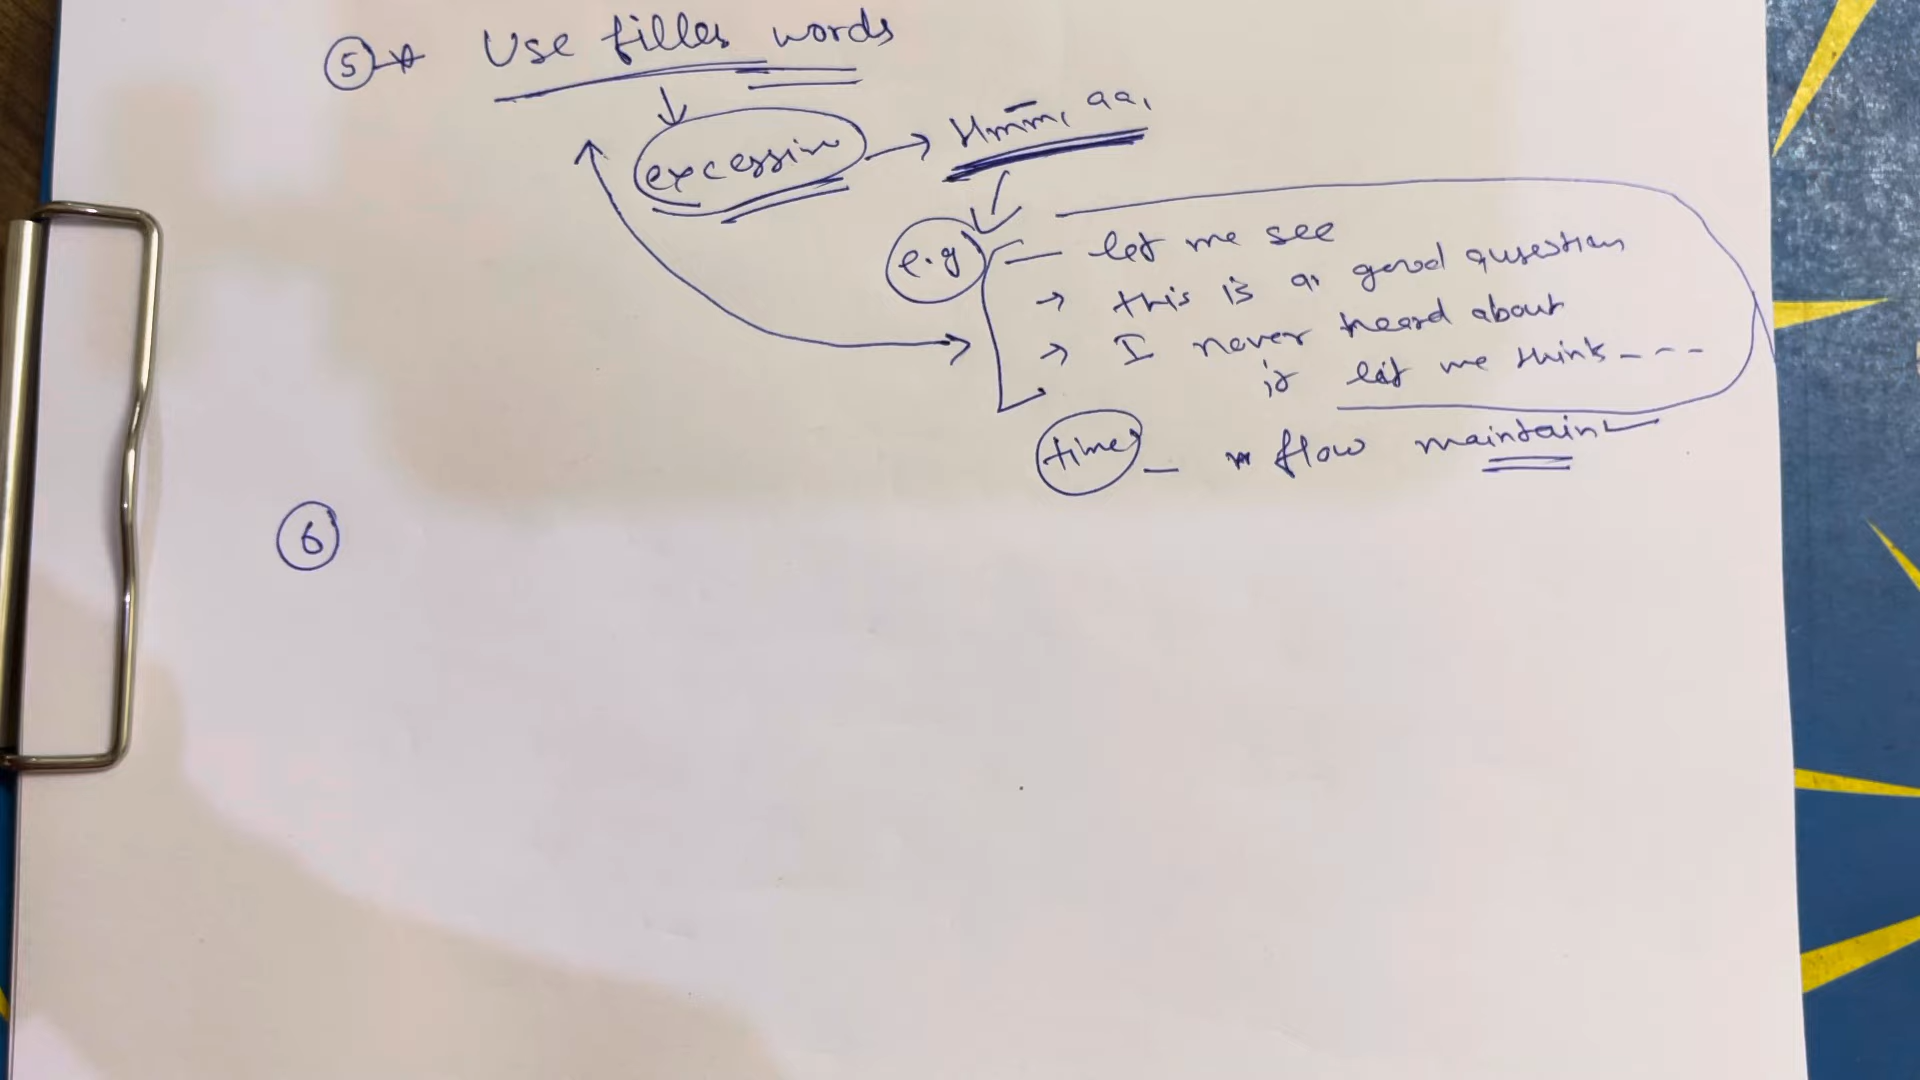 5 * Use filler words
excessive → Hmm, aa,
e.g — let me see
→ this is a good question
→ I never heard about
it let me think - - - -
time — * flow maintain
6